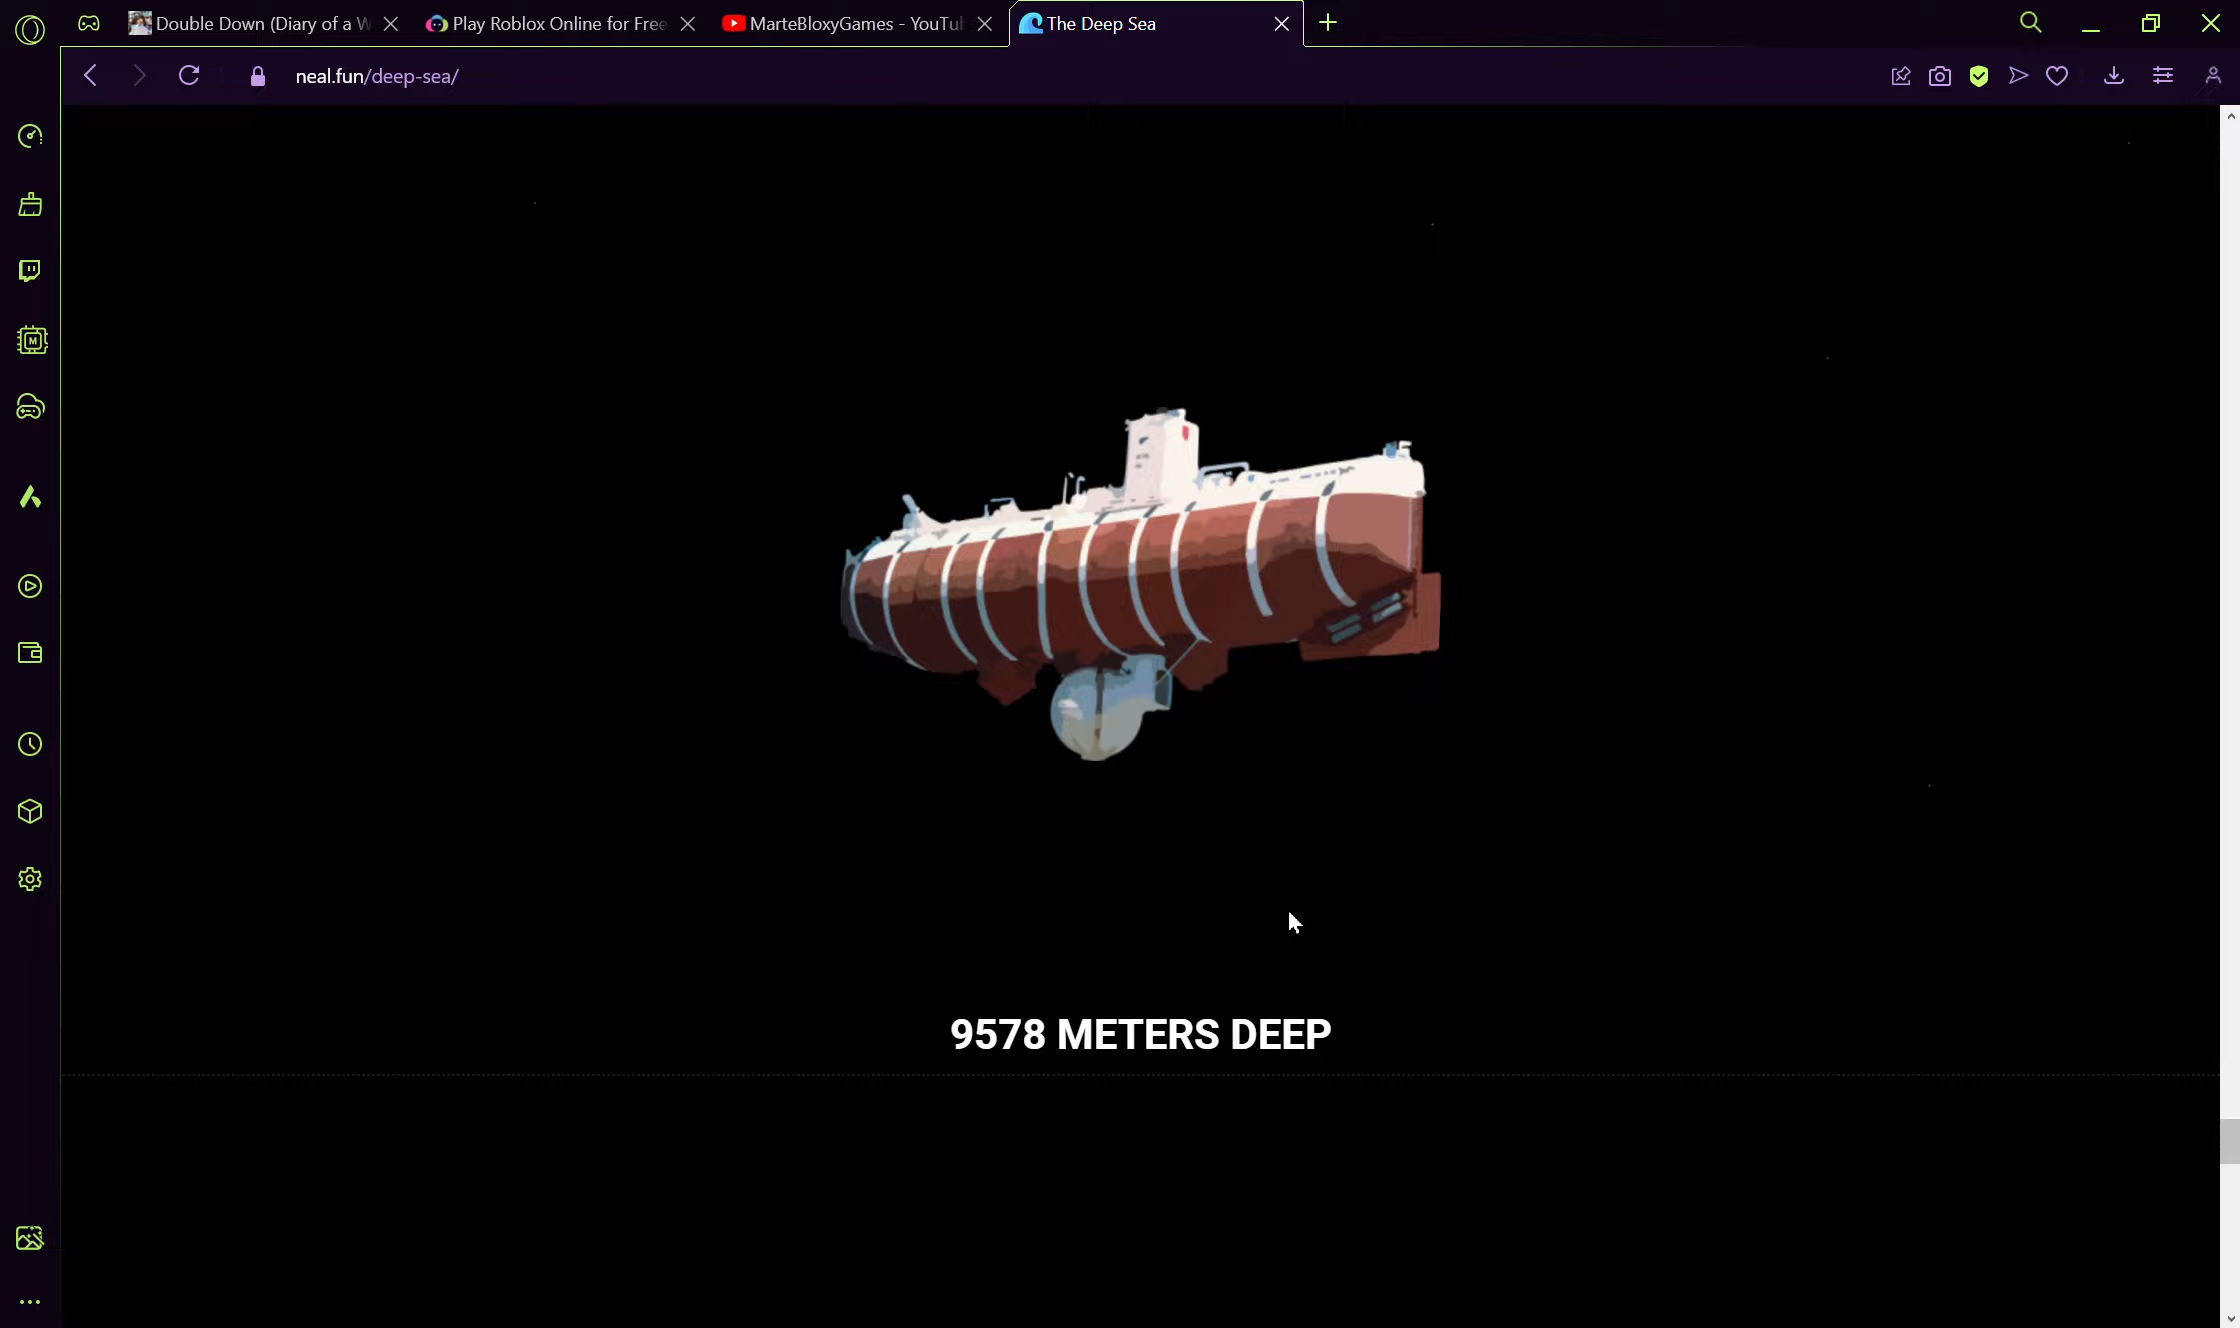 Double Down (Diary of a W
Play Roblox Online for Free
MarteBloxyGames - YouTub
The Deep Sea
neal.fun/deep-sea/
M
9578 METERS DEEP